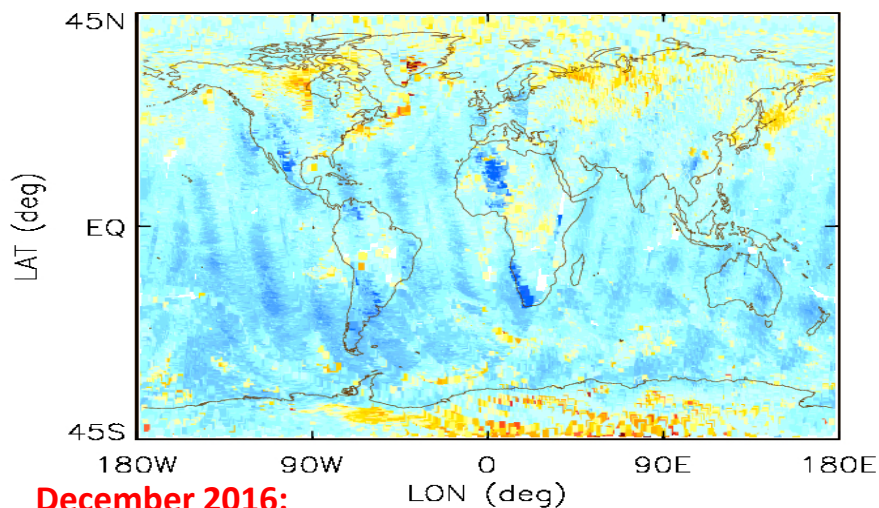 45N
LAT (deg)
EQ
45S
180W 90W 0 90E 180E
LON (deg)
December 2016: